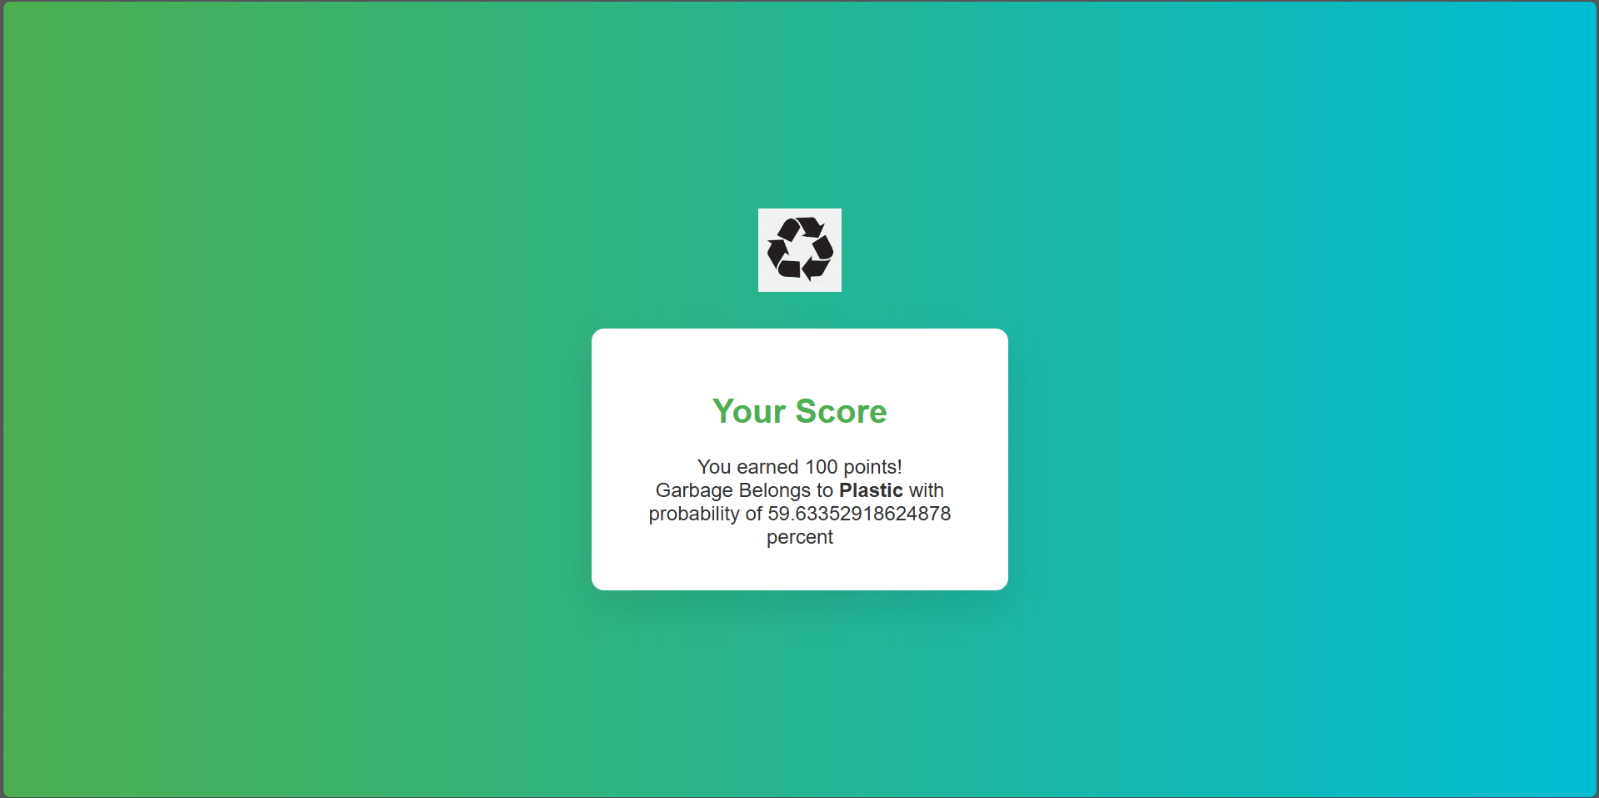 Your Score
You earned 100 points!
Garbage Belongs to Plastic with
probability of 59.63352918624878
percent